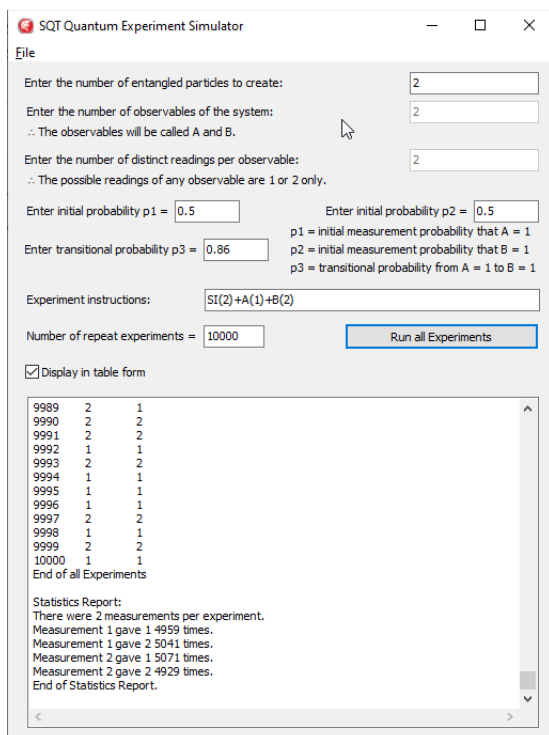 SQT Quantum Experiment Simulator
File
Enter the number of entangled particles to create: 2
Enter the number of observables of the system: 2
∴ The observables will be called A and B.
Enter the number of distinct readings per observable: 2
∴ The possible readings of any observable are 1 or 2 only.
Enter initial probability p1 = 0.5 Enter initial probability p2 = 0.5
p1 = initial measurement probability that A = 1
Enter transitional probability p3 = 0.86 p2 = initial measurement probability that B = 1
p3 = transitional probability from A = 1 to B = 1
Experiment instructions: SI(2)+A(1)+B(2)
Number of repeat experiments = 10000 Run all Experiments
Display in table form
9989 2 1
9990 2 2
9991 2 2
9992 1 1
9993 2 2
9994 1 1
9995 1 1
9996 1 1
9997 2 2
9998 1 1
9999 2 2
10000 1 1
End of all Experiments
Statistics Report:
There were 2 measurements per experiment.
Measurement 1 gave 1 4959 times.
Measurement 1 gave 2 5041 times.
Measurement 2 gave 1 5071 times.
Measurement 2 gave 2 4929 times.
End of Statistics Report.